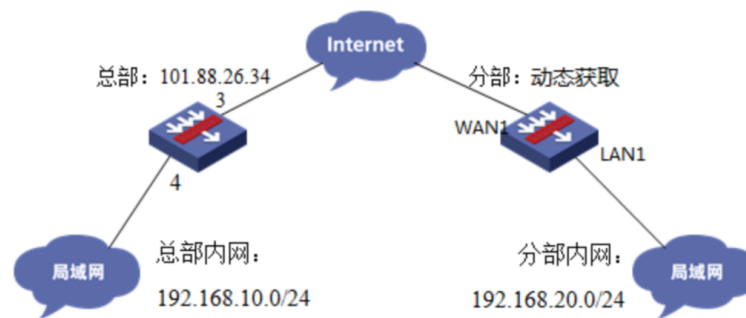 Internet
总部：101.88.26.34
分部：动态获取
3
WAN1
LAN1
4
总部内网：
分部内网：
局域网
局域网
192.168.10.0/24
192.168.20.0/24